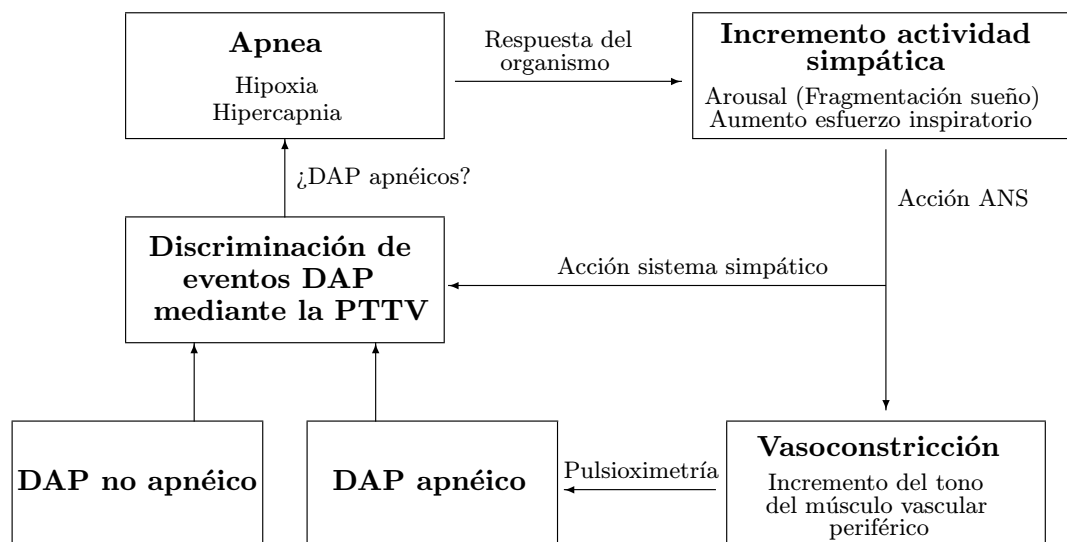 Apnea
Hipoxia
Hipercapnia
Respuesta del
organismo
Incremento actividad
simpática
Arousal (Fragmentación sueño)
Aumento esfuerzo inspiratorio
¿DAP apnéicos?
Acción ANS
Discriminación de
eventos DAP
mediante la PTTV
Acción sistema simpático
DAP no apnéico
DAP apnéico
Pulsioximetría
Vasoconstricción
Incremento del tono
del músculo vascular
periférico